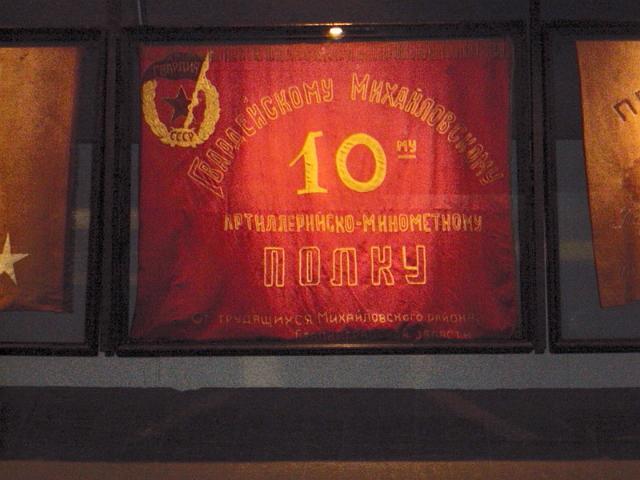 ГВАРДИЯ
СССР
ГВАРДЕЙСКОМУ МИХАЙЛОВСКОМУ
10 МУ
АРТИЛЛЕРИЙСКО-МИНОМЕТНОМУ
ПОЛКУ
ОТ ТРУДЯЩИХСЯ МИХАЙЛОВСКОГО РАЙОНА
ОБЛАСТИ